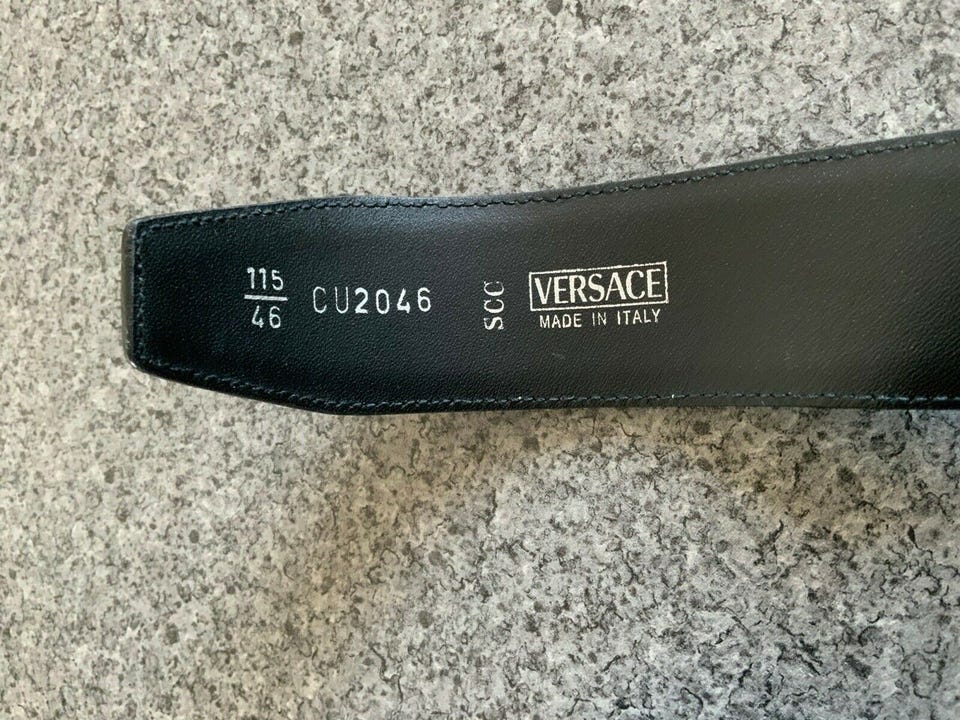 115
46
CU2046
SCC
VERSACE
MADE IN ITALY